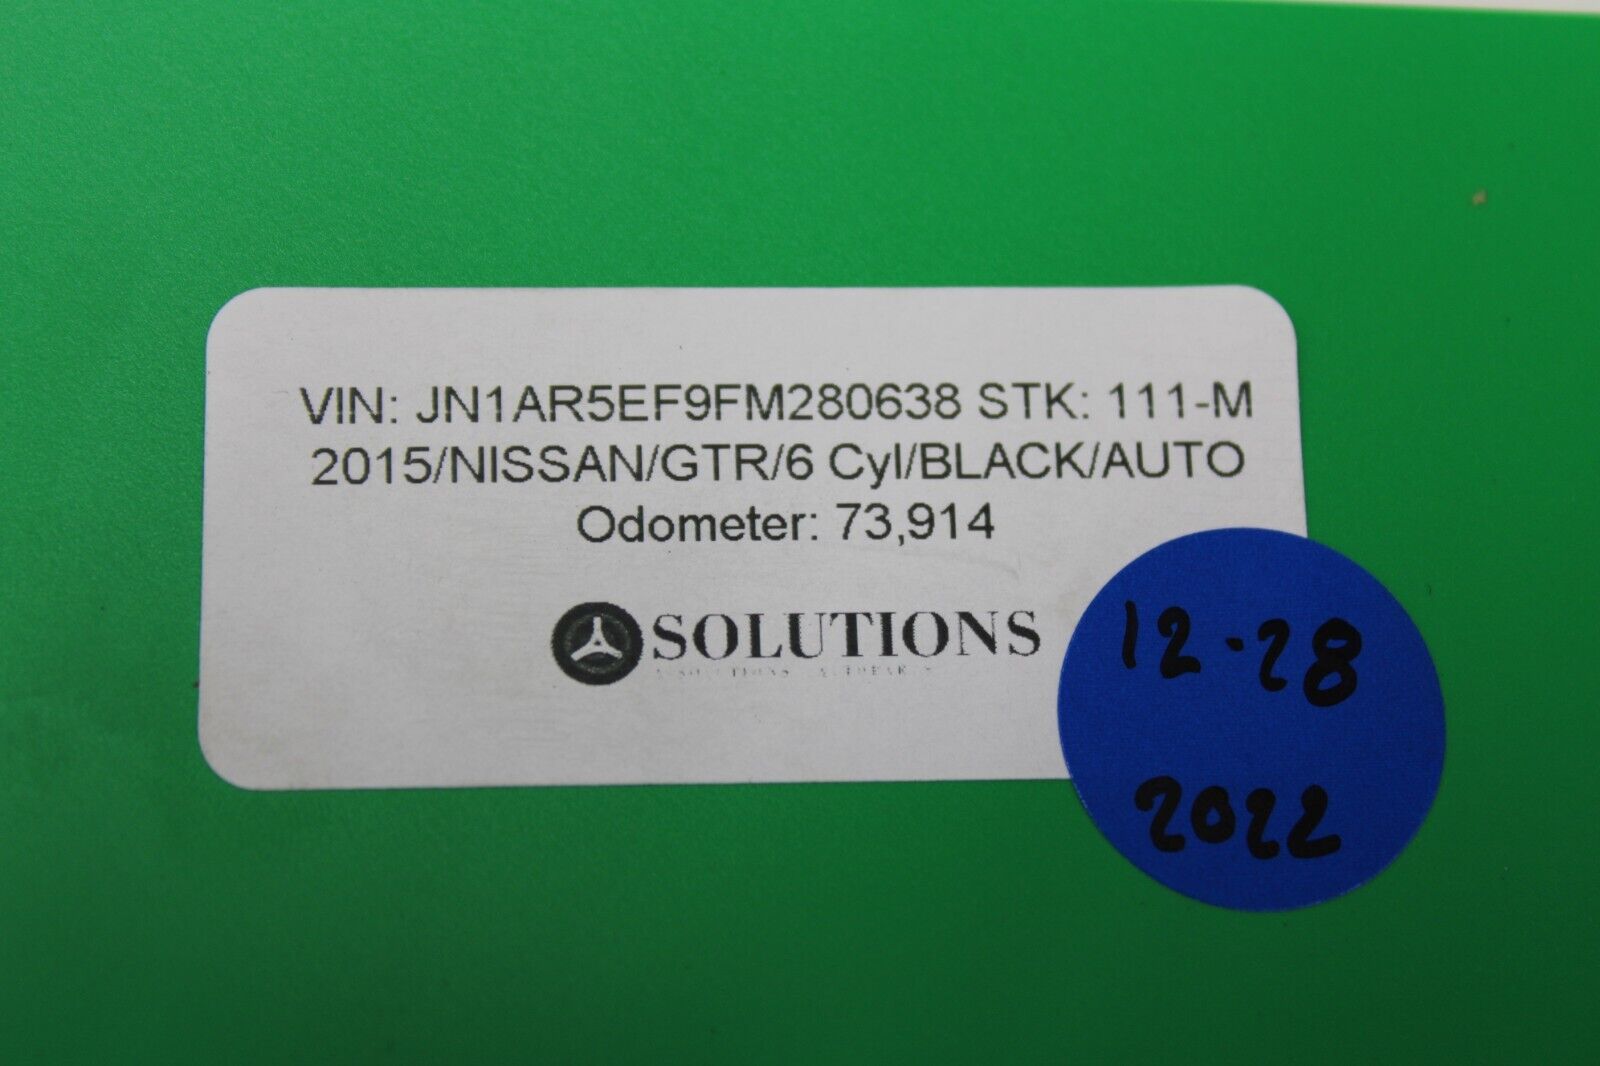 VIN: JN1AR5EF9FM280638 STK: 111-M
2015/NISSAN/GTR/6 Cyl/BLACK/AUTO
Odometer: 73,914
SOLUTIONS
12-28
2022